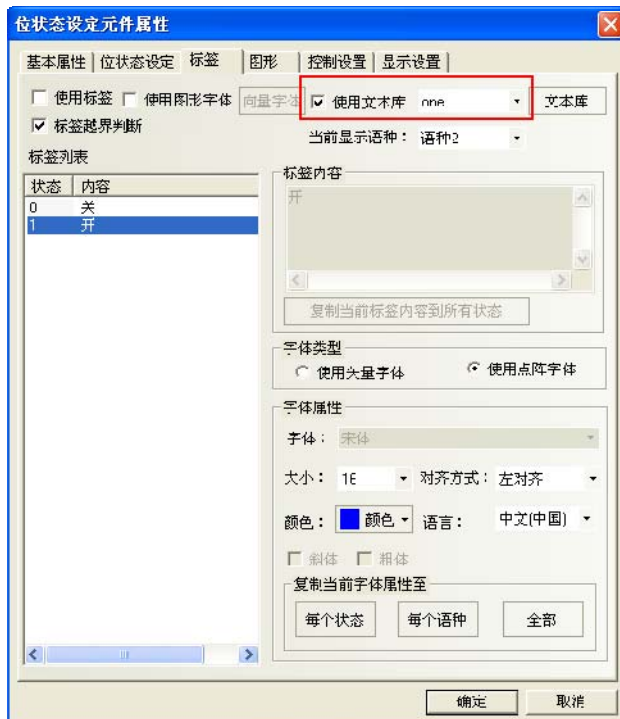 位状态设定元件属性
基本属性 位状态设定 标签 图形 控制设置 显示设置
使用标签 使用图形字体 向量字体 使用文本库 one 文本库
标签越界判断
当前显示语种： 语种2
标签列表
标签内容
状态 内容
0 关
1 开
开
复制当前标签内容到所有状态
字体类型
使用矢量字体 使用点阵字体
字体属性
字体： 宋体
大小： 16 对齐方式： 左对齐
颜色： 颜色 语言： 中文(中国)
斜体 粗体
复制当前字体属性至
每个状态 每个语种 全部
确定 取消